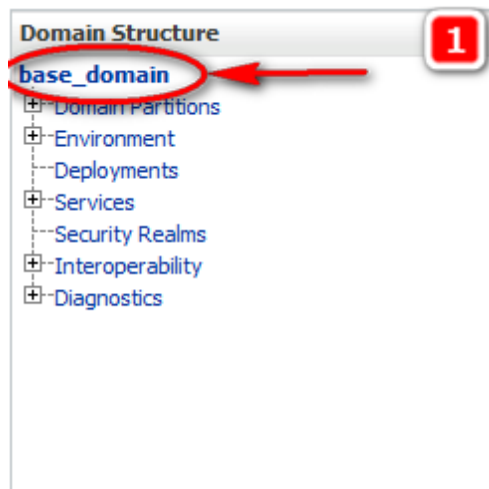 Domain Structure
1
base_domain
Domain Partitions
Environment
Deployments
Services
Security Realms
Interoperability
Diagnostics